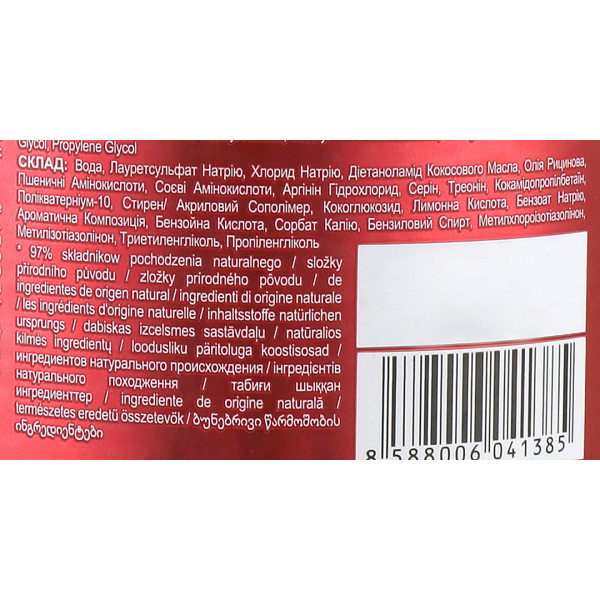 Glycol, Propylene Glycol
СКЛАД: Вода, Лауретсульфат Натрію, Хлорид Натрію, Діетаноламід Кокосового Масла, Олія Рицинова,
Пшеничні Амінокислоти, Соєві Амінокислоти, Аргінін Гідрохлорид, Серін, Треонін, Кокамідопропілбетаїн,
Полікватерніум-10, Стирен/ Акриловий Сополімер, Кокоглюкозид, Лимонна Кислота, Бензоат Натрію,
Ароматична Композиція, Бензойна Кислота, Сорбат Калію, Бензиловий Спирт, Метилхлороізотіазолінон,
Метилізотіазолінон, Триетиленгліколь, Пропіленгліколь
* 97% składnikow pochodzenia naturalnego / složky
přírodního původu / zložky prírodného pôvodu / de
ingredientes de origen natural / ingredienti di origine naturale
/ les ingrédients d'origine naturelle / inhaltsstoffe natürlichen
ursprungs / dabiskas izcelsmes sastāvdaļu / natūralios
kilmės ingredientų / loodusliku päritoluga koostisosad /
ингредиентов натурального происхождения / інгредієнтів
натурального походження / табиғи шыққан
ингредиенттер / ingrediente de origine naturală /
természetes eredetű összetevők / ბუნებრივი წარმოშობის
ინგრედიენტები
8 588006 041385